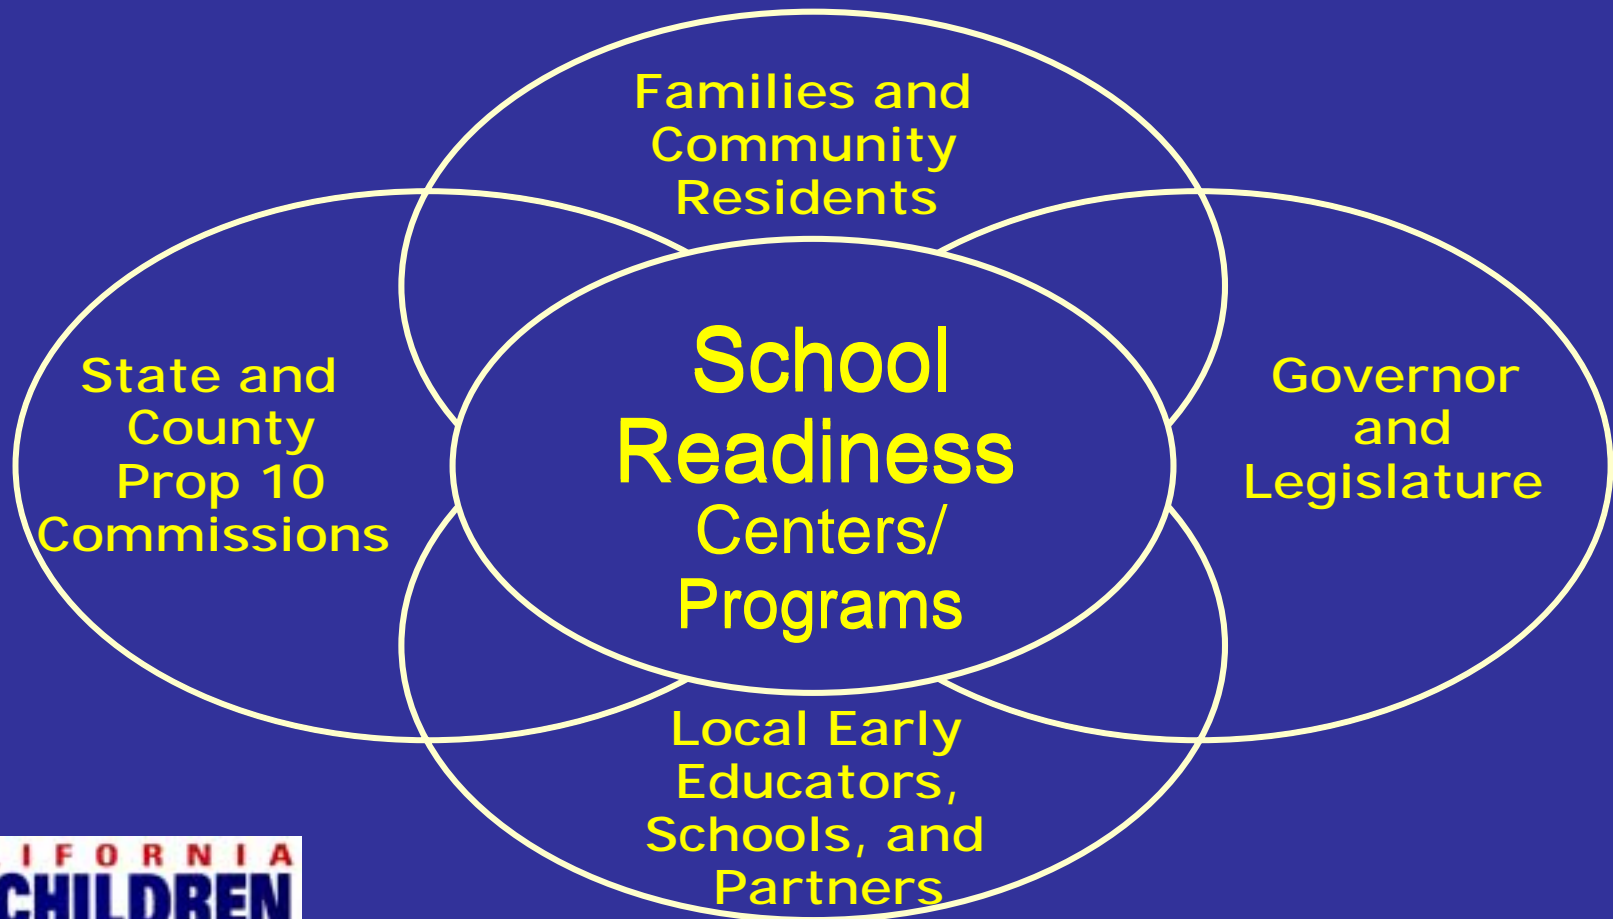 Families and
Community
Residents
State and
County
Prop 10
Commissions
School
Readiness
Centers/
Programs
Governor
and
Legislature
Local Early
Educators,
Schools, and
Partners
IFORNIA
CHILDREN